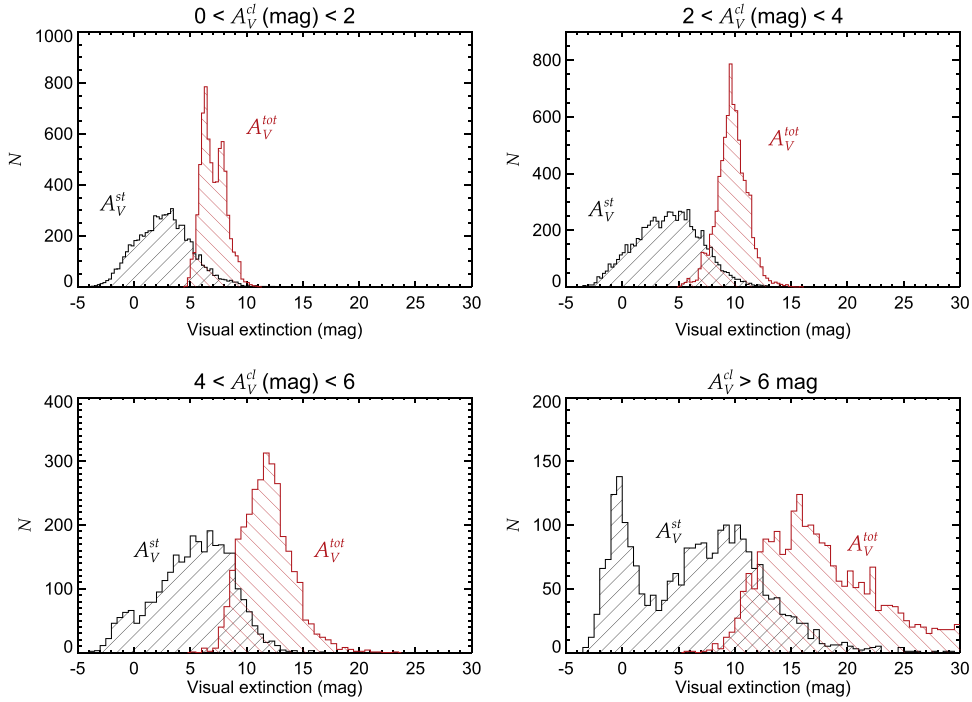 0 < A_V^{cl} (mag) < 2
1000
800
600
400
200
0
N
A_V^{st}
A_V^{tot}
-5 0 5 10 15 20 25 30
Visual extinction (mag)
2 < A_V^{cl} (mag) < 4
800
600
400
200
0
N
A_V^{st}
A_V^{tot}
-5 0 5 10 15 20 25 30
Visual extinction (mag)
4 < A_V^{cl} (mag) < 6
400
300
200
100
0
N
A_V^{st}
A_V^{tot}
-5 0 5 10 15 20 25 30
Visual extinction (mag)
A_V^{cl} > 6 mag
200
150
100
50
0
N
A_V^{st}
A_V^{tot}
-5 0 5 10 15 20 25 30
Visual extinction (mag)